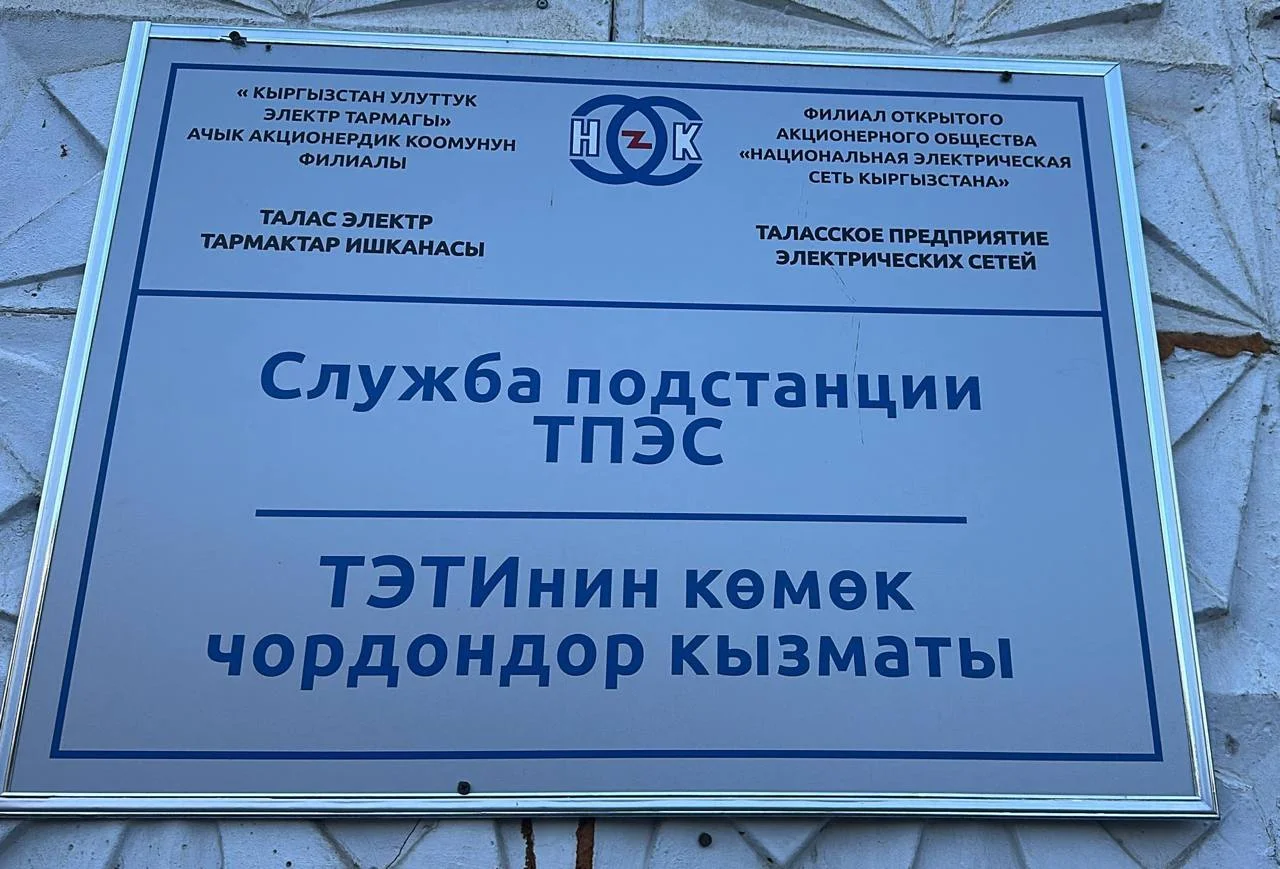 « КЫРГЫЗСТАН УЛУТТУК
ЭЛЕКТР ТАРМАГЫ»
АЧЫК АКЦИОНЕРДИК КООМУНУН
ФИЛИАЛЫ
ТАЛАС ЭЛЕКТР
ТАРМАКТАР ИШКАНАСЫ
Н К
ФИЛИАЛ ОТКРЫТОГО
АКЦИОНЕРНОГО ОБЩЕСТВА
«НАЦИОНАЛЬНАЯ ЭЛЕКТРИЧЕСКАЯ
СЕТЬ КЫРГЫЗСТАНА»
ТАЛАССКОЕ ПРЕДПРИЯТИЕ
ЭЛЕКТРИЧЕСКИХ СЕТЕЙ
Служба подстанции
ТПЭС
ТЭТИнин көмөк
чордондор кызматы